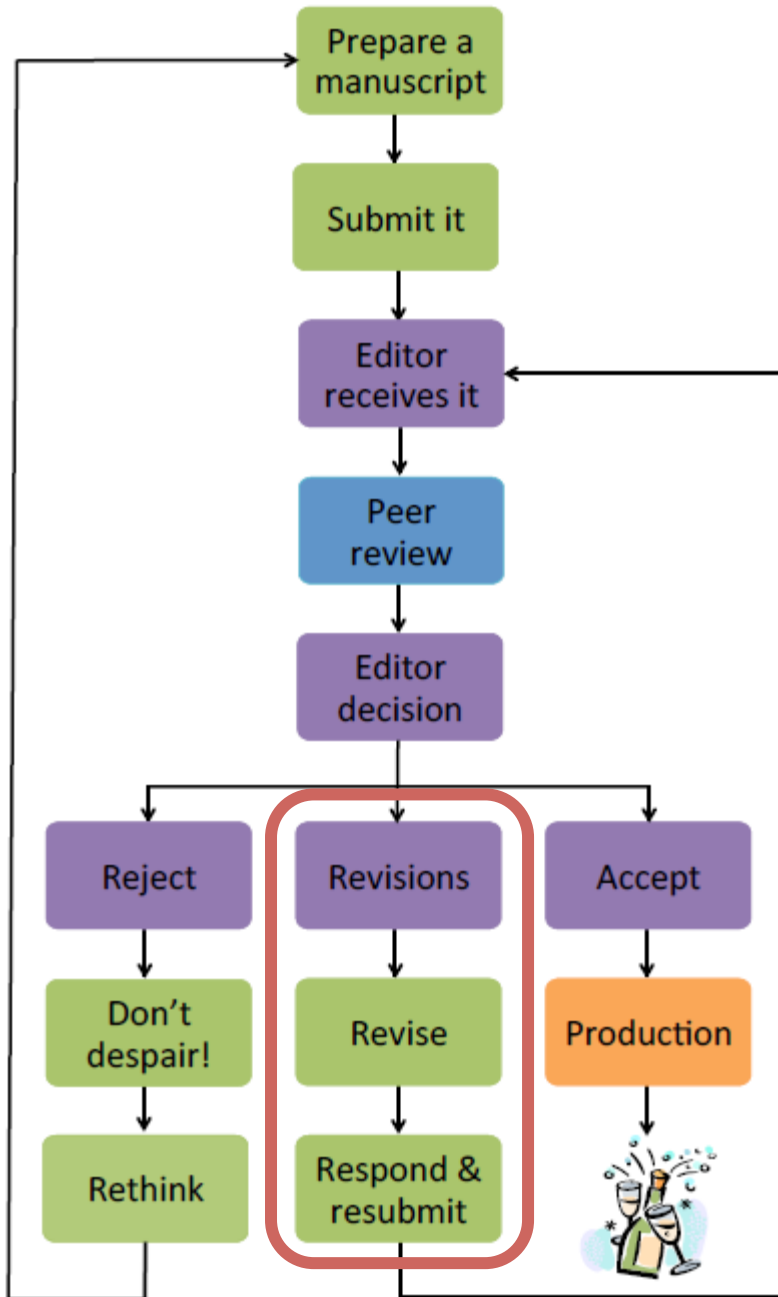 Prepare a
manuscript
Submit it
Editor
receives it
Peer
review
Editor
decision
Reject
Revisions
Accept
Don’t
despair!
Revise
Production
Rethink
Respond &
resubmit